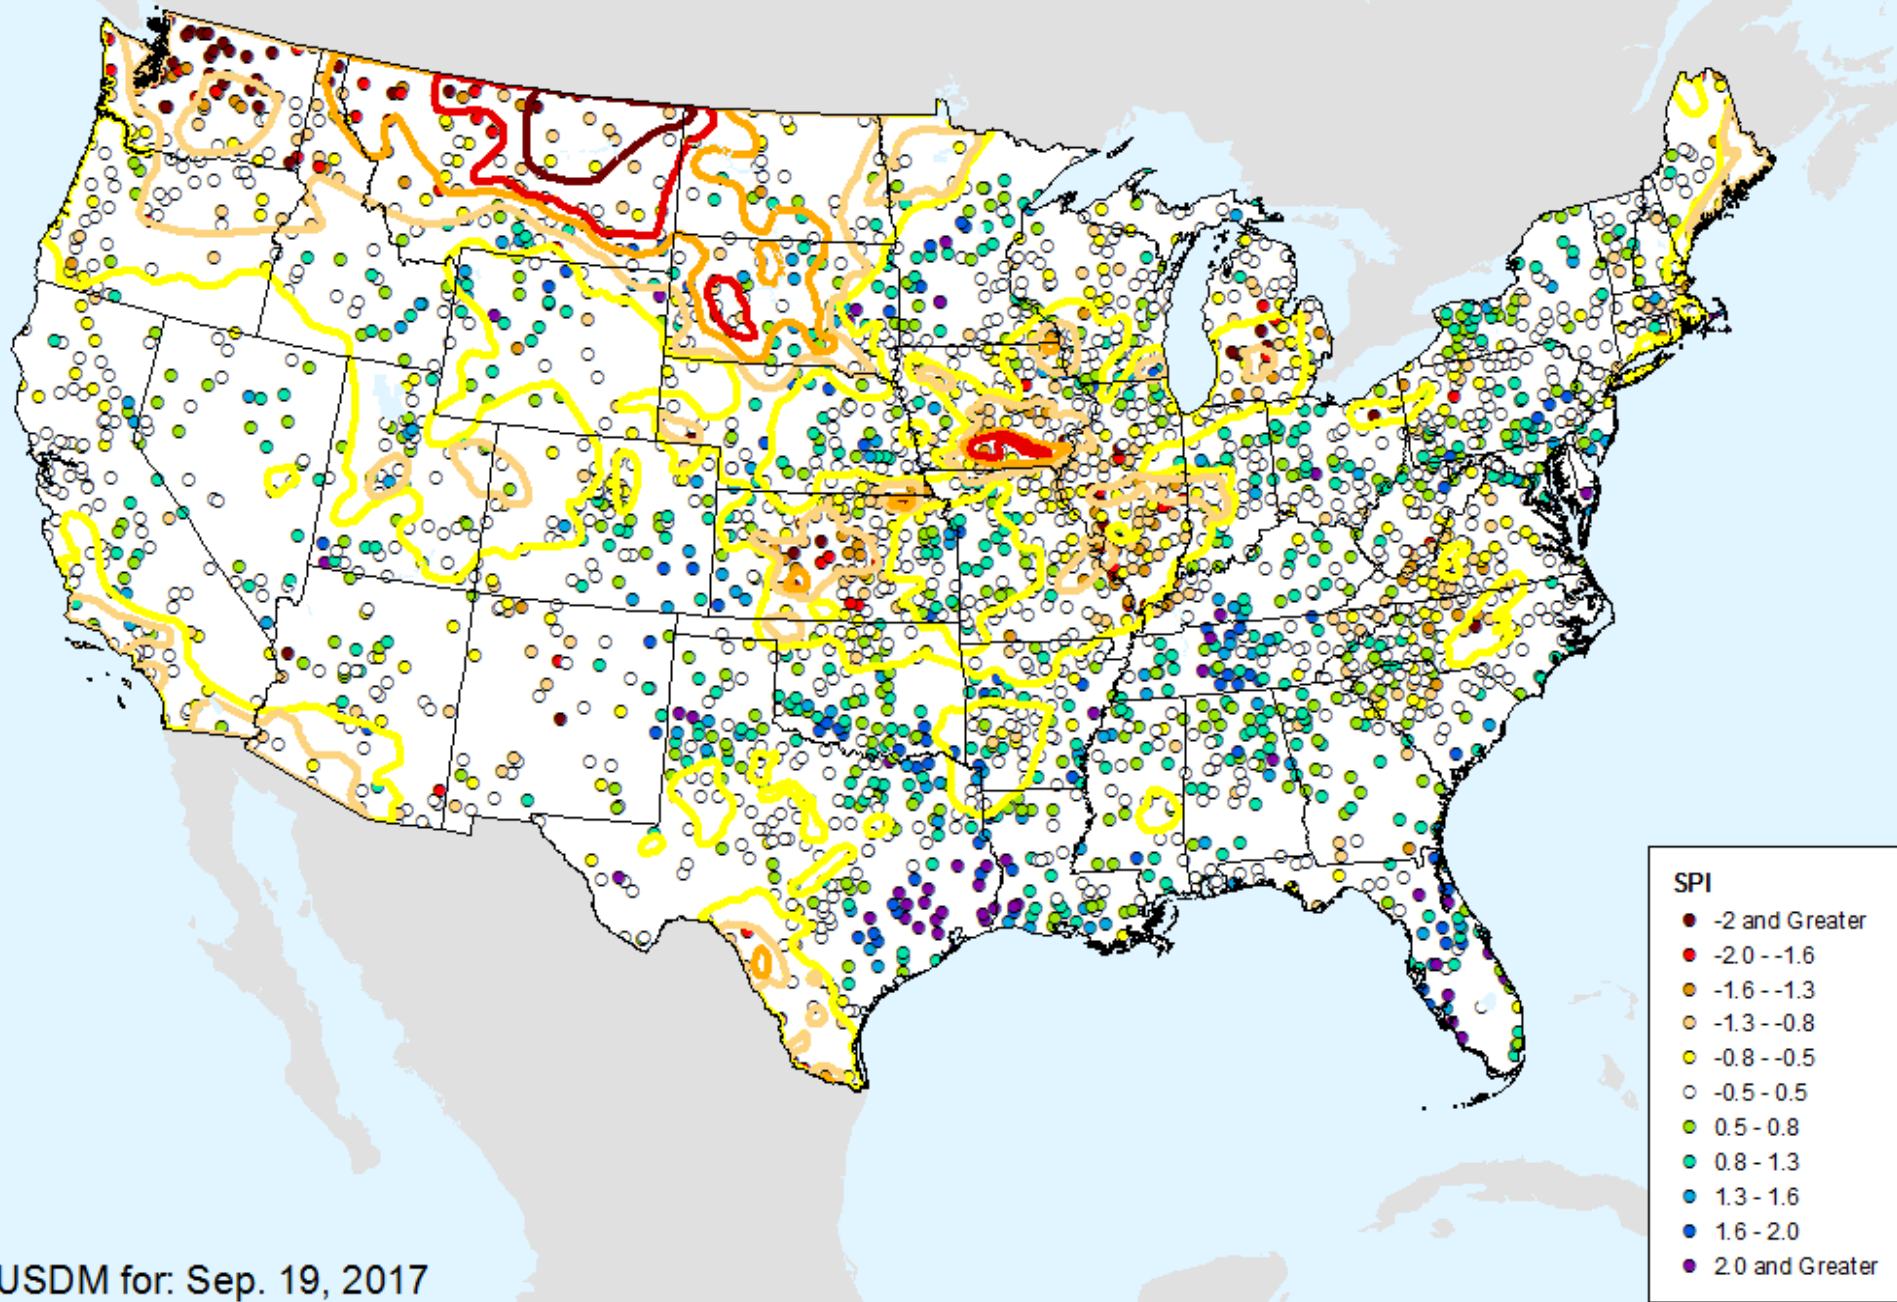 SPI
-2 and Greater
-2.0 - -1.6
-1.6 - -1.3
-1.3 - -0.8
-0.8 - -0.5
-0.5 - 0.5
0.5 - 0.8
0.8 - 1.3
1.3 - 1.6
1.6 - 2.0
2.0 and Greater
USDM for: Sep. 19, 2017